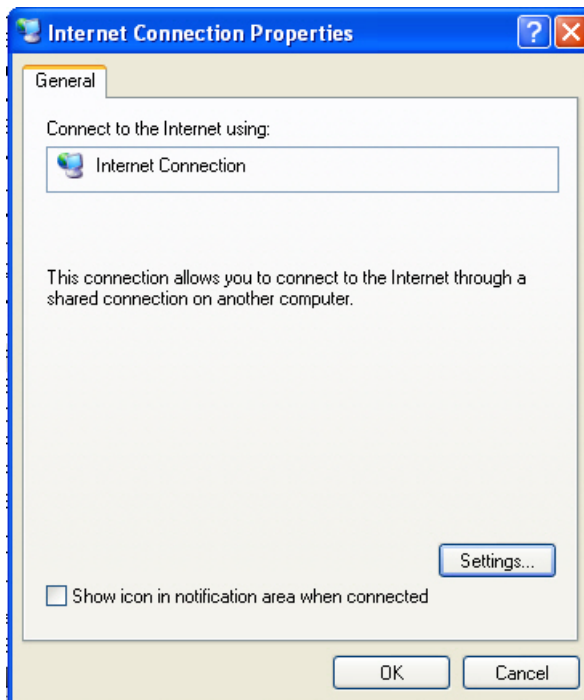 Internet Connection Properties
General
Connect to the Internet using:
Internet Connection
This connection allows you to connect to the Internet through a
shared connection on another computer.
Settings...
Show icon in notification area when connected
OK Cancel